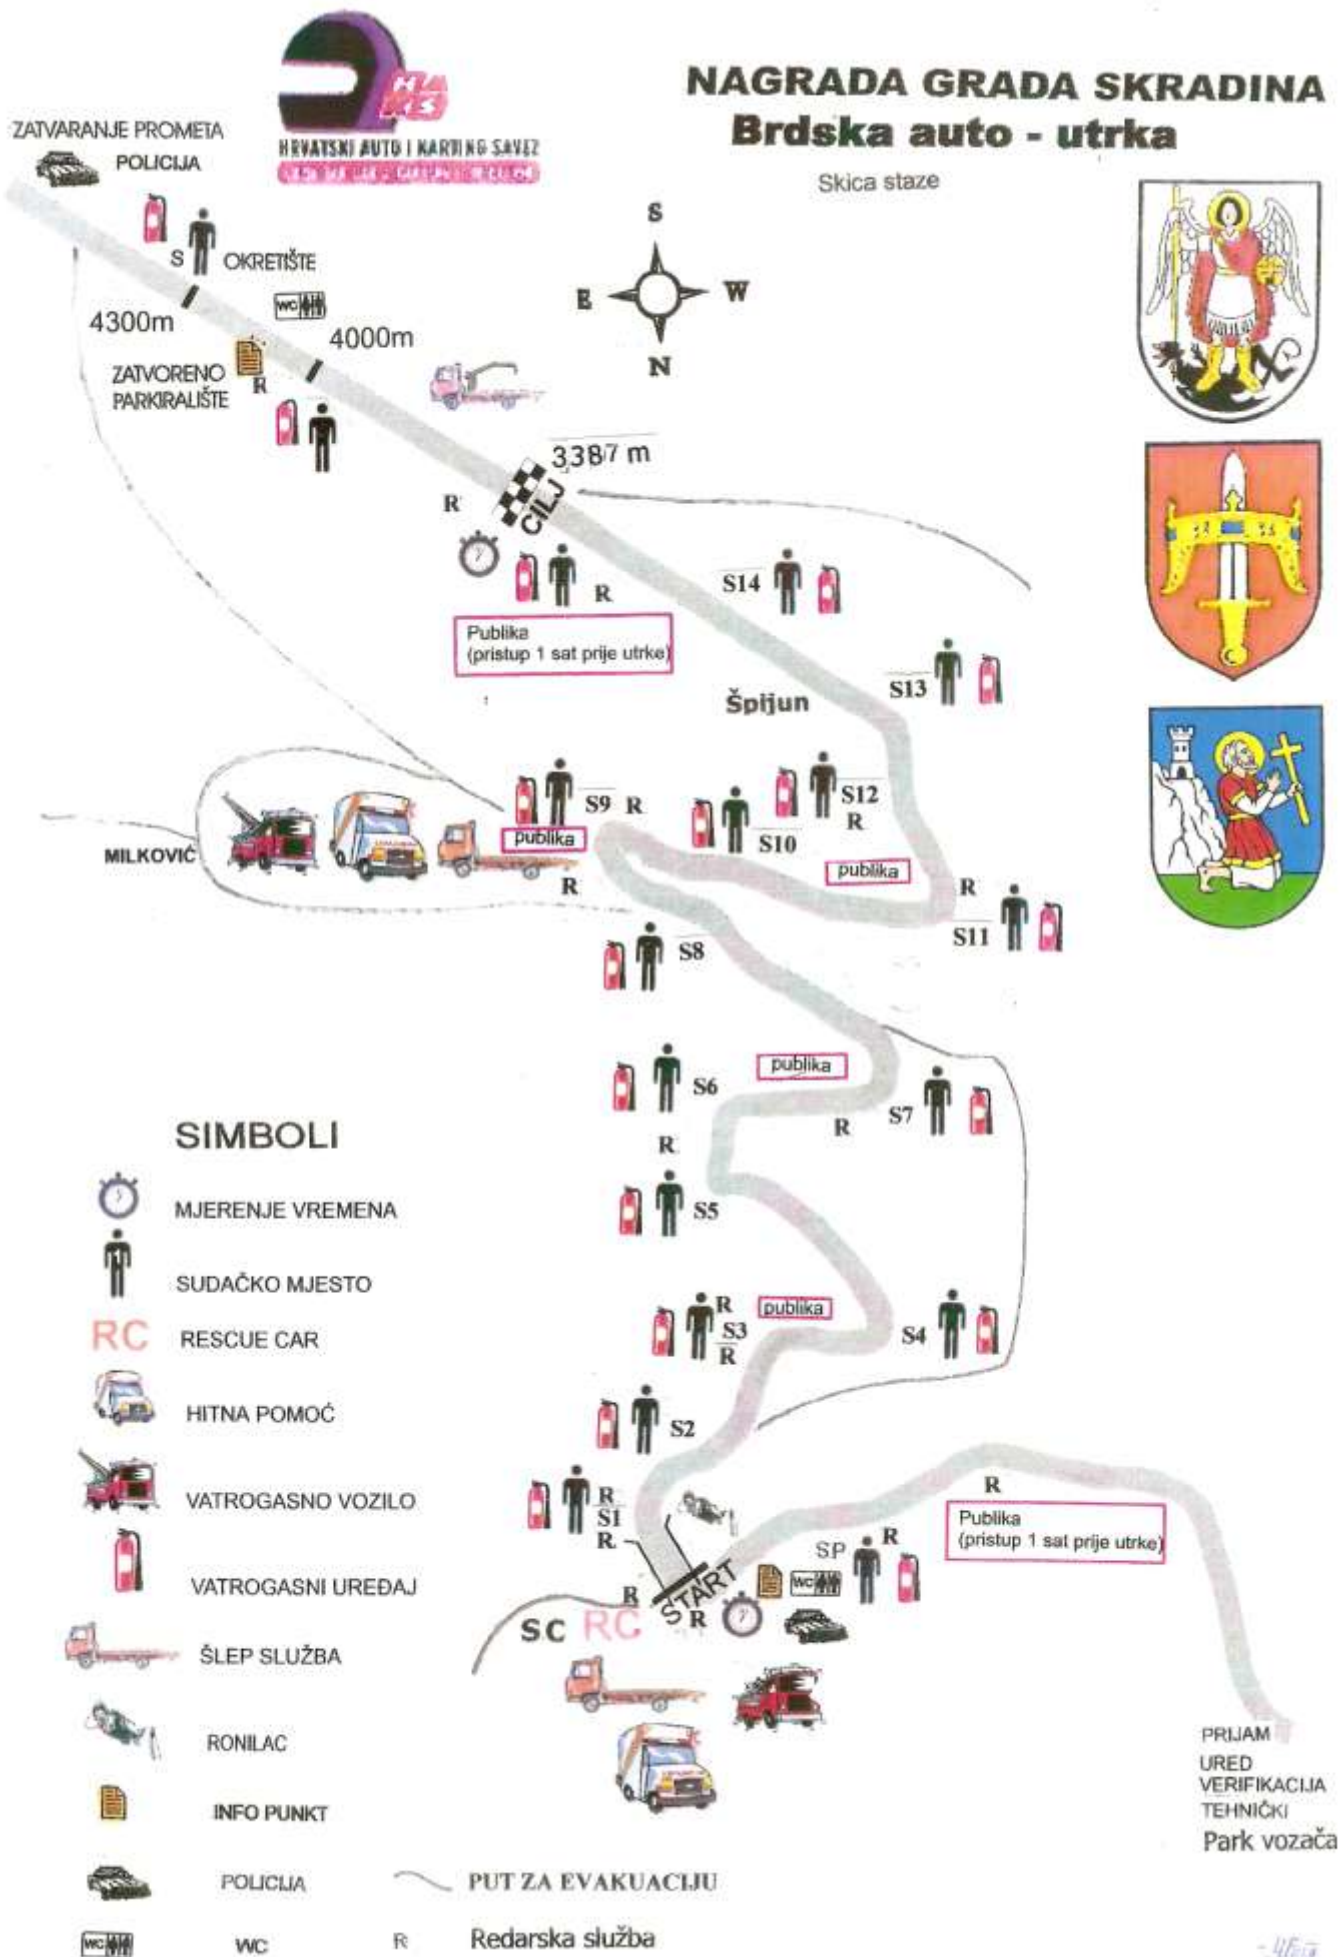 NAGRADA GRADA SKRADINA
Brdska auto - utrka
Skica staze
HRVATSKI AUTO I KARTING SAVEZ
ZATVARANJE PROMETA
POLICIJA
S
OKRETIŠTE
WC
4300m
4000m
ZATVORENO
PARKIRALIŠTE
R
S
E
W
N
3387 m
CILJ
R
R
Publika
(pristup 1 sat prije utrke)
S14
S13
Špijun
S9
R
publika
S10
S12
R
publika
MILKOVIĆ
R
R
S11
S8
S6
publika
S7
R
R
S5
R
publika
S3
R
S4
S2
R
S1
R
R
Publika
(pristup 1 sat prije utrke)
SP
R
WC
START
R
R
SC
RC
PRIJAM
URED
VERIFIKACIJA
TEHNIČKI
Park vozača
SIMBOLI
MJERENJE VREMENA
1
SUDAČKO MJESTO
RC
RESCUE CAR
HITNA POMOĆ
VATROGASNO VOZILO
VATROGASNI UREĐAJ
ŠLEP SLUŽBA
RONILAC
INFO PUNKT
POLICIJA
PUT ZA EVAKUACIJU
WC
WC
R
Redarska služba